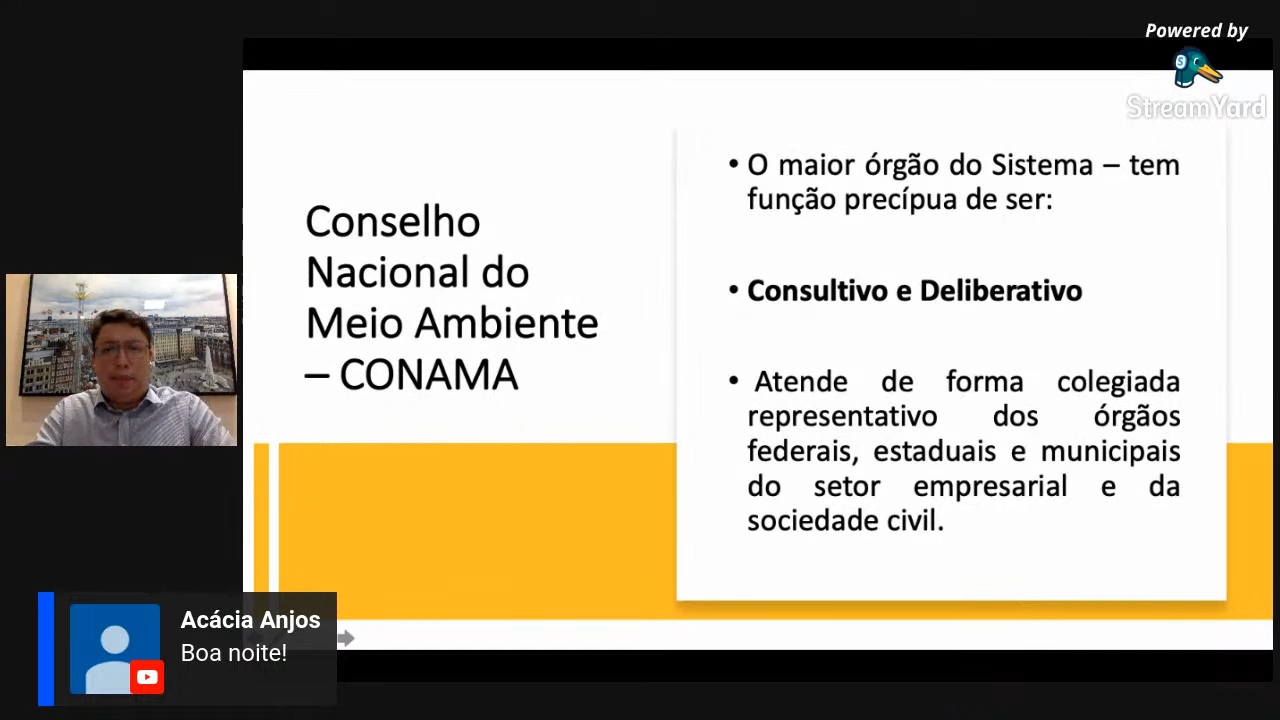 Powered by
StreamYard
Conselho
Nacional do
Meio Ambiente
– CONAMA
• O maior órgão do Sistema – tem
função precípua de ser:
• Consultivo e Deliberativo
• Atende de forma colegiada
representativo dos órgãos
federais, estaduais e municipais
do setor empresarial e da
sociedade civil.
Acácia Anjos
Boa noite!